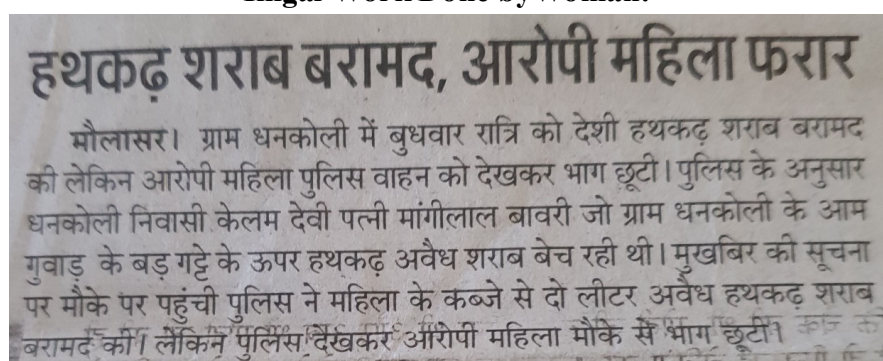 हथकढ़ शराब बरामद, आरोपी महिला फरार
मौलासर। ग्राम धनकोली में बुधवार रात्रि को देशी हथकढ़ शराब बरामद
की लेकिन आरोपी महिला पुलिस वाहन को देखकर भाग छूटी। पुलिस के अनुसार
धनकोली निवासी केलम देवी पत्नी मांगीलाल बावरी जो ग्राम धनकोली के आम
गुवाड़ के बड़ गट्टे के ऊपर हथकढ़ अवैध शराब बेच रही थी। मुखबिर की सूचना
पर मौके पर पहुंची पुलिस ने महिला के कब्जे से दो लीटर अवैध हथकढ़ शराब
बरामद की। लेकिन पुलिस देखकर आरोपी महिला मौके से भाग छूटी।